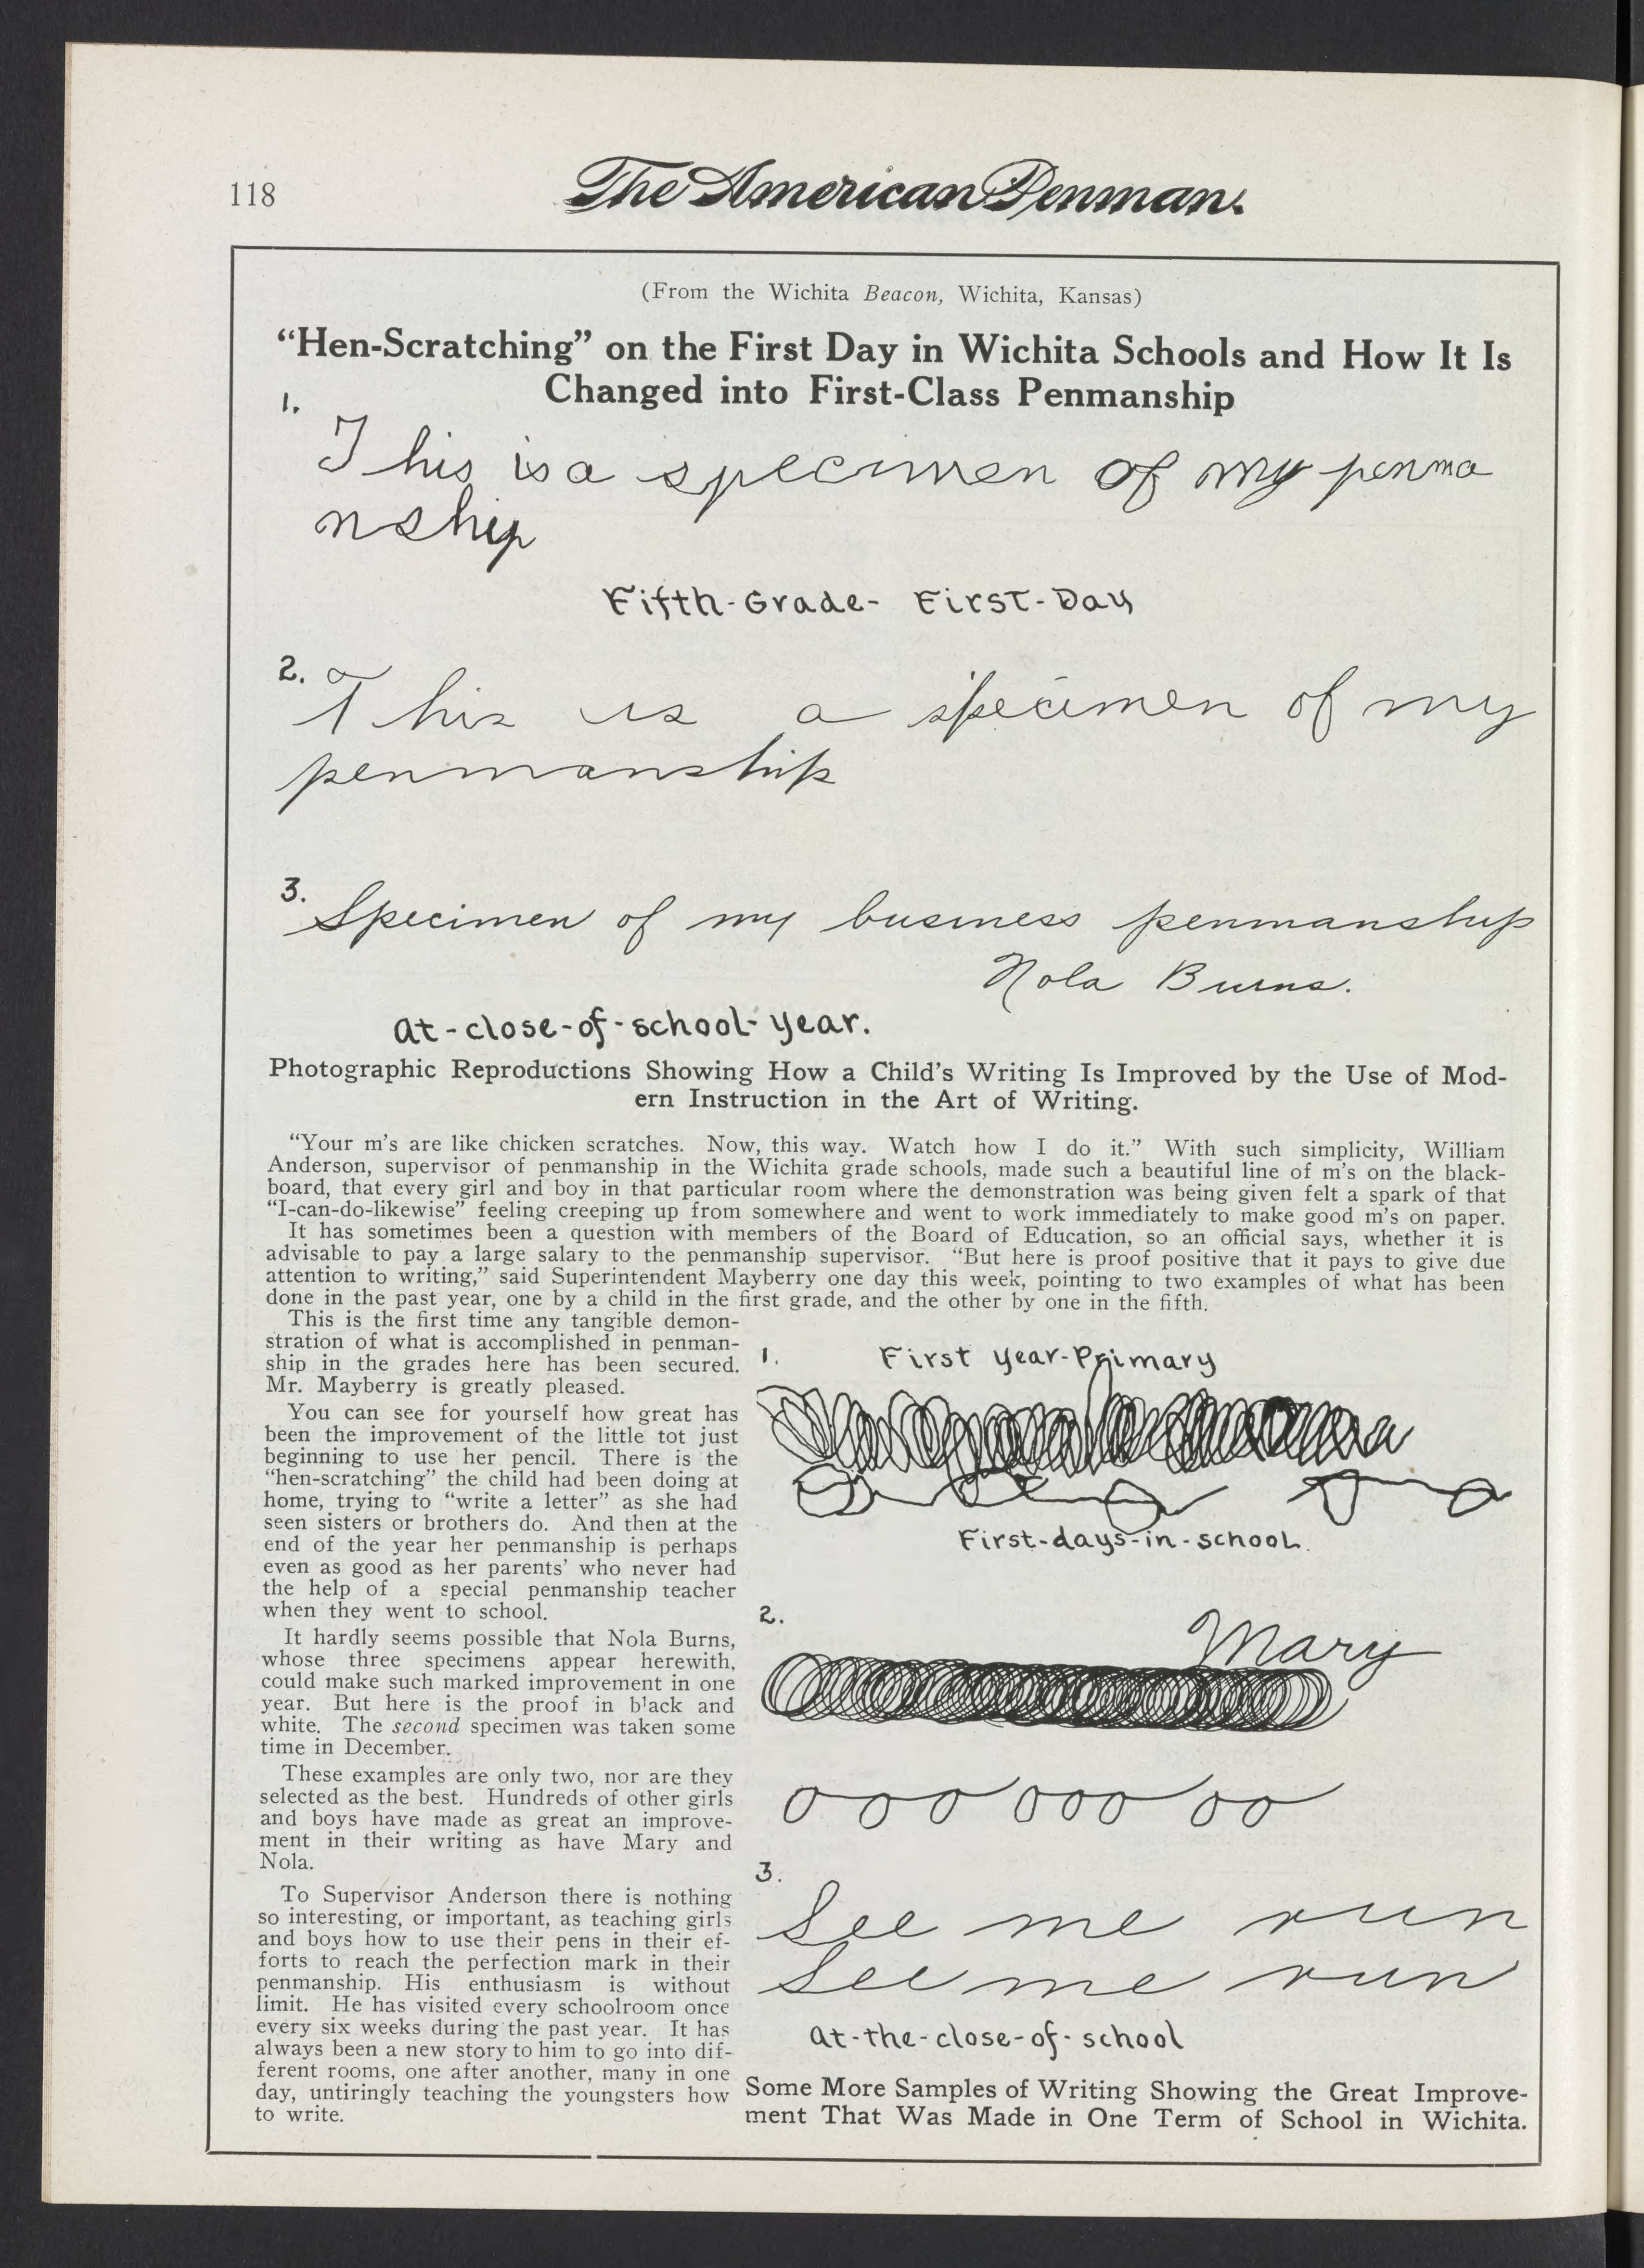 118
The American Penman.
(From the Wichita Beacon, Wichita, Kansas)
“Hen-Scratching” on the First Day in Wichita Schools and How It Is
Changed into First-Class Penmanship
1.
This is a specimen of my penma
nship
Fifth-Grade- First-Day
2.
This is a specimen of my
penmanship
3.
Specimen of my business penmanship
Nola Burns.
at-close-of-school-year.
Photographic Reproductions Showing How a Child’s Writing Is Improved by the Use of Mod-
ern Instruction in the Art of Writing.
“Your m’s are like chicken scratches. Now, this way. Watch how I do it.” With such simplicity, William
Anderson, supervisor of penmanship in the Wichita grade schools, made such a beautiful line of m’s on the black-
board, that every girl and boy in that particular room where the demonstration was being given felt a spark of that
“I-can-do-likewise” feeling creeping up from somewhere and went to work immediately to make good m’s on paper.
It has sometimes been a question with members of the Board of Education, so an official says, whether it is
advisable to pay a large salary to the penmanship supervisor. “But here is proof positive that it pays to give due
attention to writing,” said Superintendent Mayberry one day this week, pointing to two examples of what has been
done in the past year, one by a child in the first grade, and the other by one in the fifth.
This is the first time any tangible demon-
stration of what is accomplished in penman-
ship in the grades here has been secured.
Mr. Mayberry is greatly pleased.
You can see for yourself how great has
been the improvement of the little tot just
beginning to use her pencil. There is the
“hen-scratching” the child had been doing at
home, trying to “write a letter” as she had
seen sisters or brothers do. And then at the
end of the year her penmanship is perhaps
even as good as her parents’ who never had
the help of a special penmanship teacher
when they went to school.
It hardly seems possible that Nola Burns,
whose three specimens appear herewith,
could make such marked improvement in one
year. But here is the proof in black and
white. The second specimen was taken some
time in December.
These examples are only two, nor are they
selected as the best. Hundreds of other girls
and boys have made as great an improve-
ment in their writing as have Mary and
Nola.
To Supervisor Anderson there is nothing
so interesting, or important, as teaching girls
and boys how to use their pens in their ef-
forts to reach the perfection mark in their
penmanship. His enthusiasm is without
limit. He has visited every schoolroom once
every six weeks during the past year. It has
always been a new story to him to go into dif-
ferent rooms, one after another, many in one
day, untiringly teaching the youngsters how
to write.
1.
First year-Primary
First-days-in-school.
2.
Mary
o o o o o o o o
3.
See me run
See me run
at-the-close-of-school
Some More Samples of Writing Showing the Great Improve-
ment That Was Made in One Term of School in Wichita.